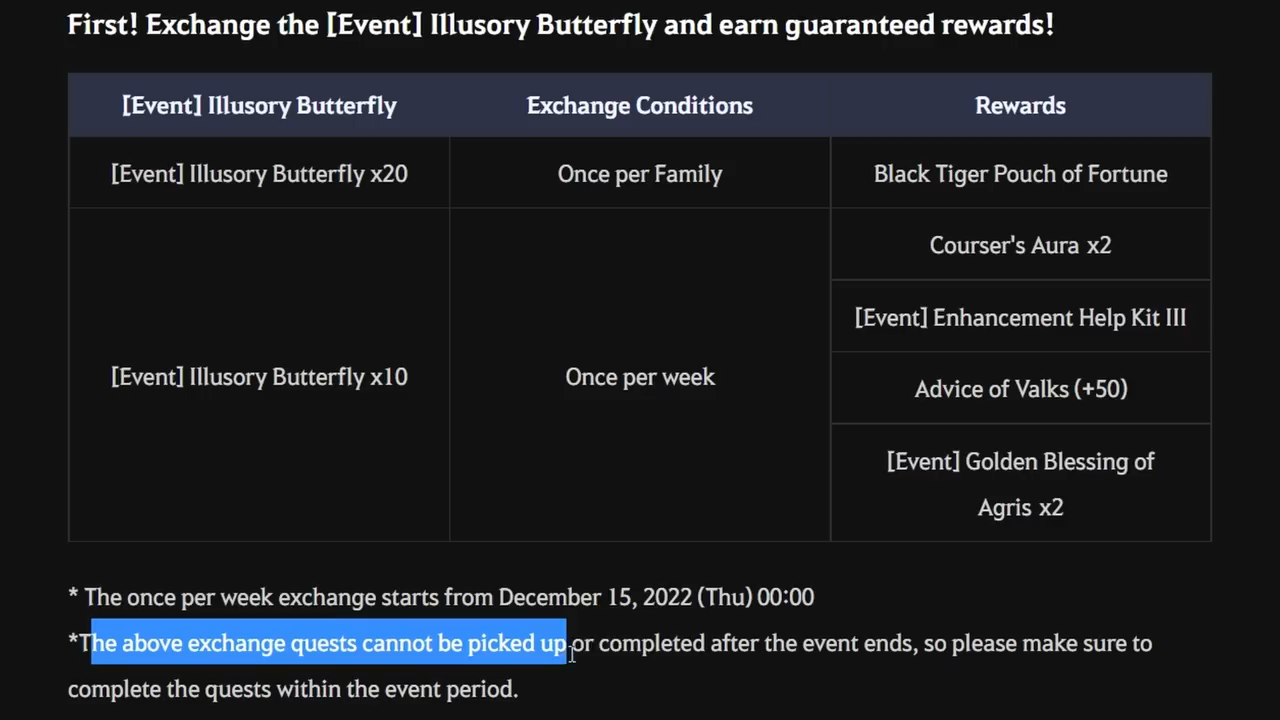 First! Exchange the [Event] Illusory Butterfly and earn guaranteed rewards!
[Event] Illusory Butterfly
Exchange Conditions
Rewards
[Event] Illusory Butterfly x20
Once per Family
Black Tiger Pouch of Fortune
[Event] Illusory Butterfly x10
Once per week
Courser's Aura x2
[Event] Enhancement Help Kit III
Advice of Valks (+50)
[Event] Golden Blessing of
Agris x2
* The once per week exchange starts from December 15, 2022 (Thu) 00:00
*The above exchange quests cannot be picked up or completed after the event ends, so please make sure to
complete the quests within the event period.